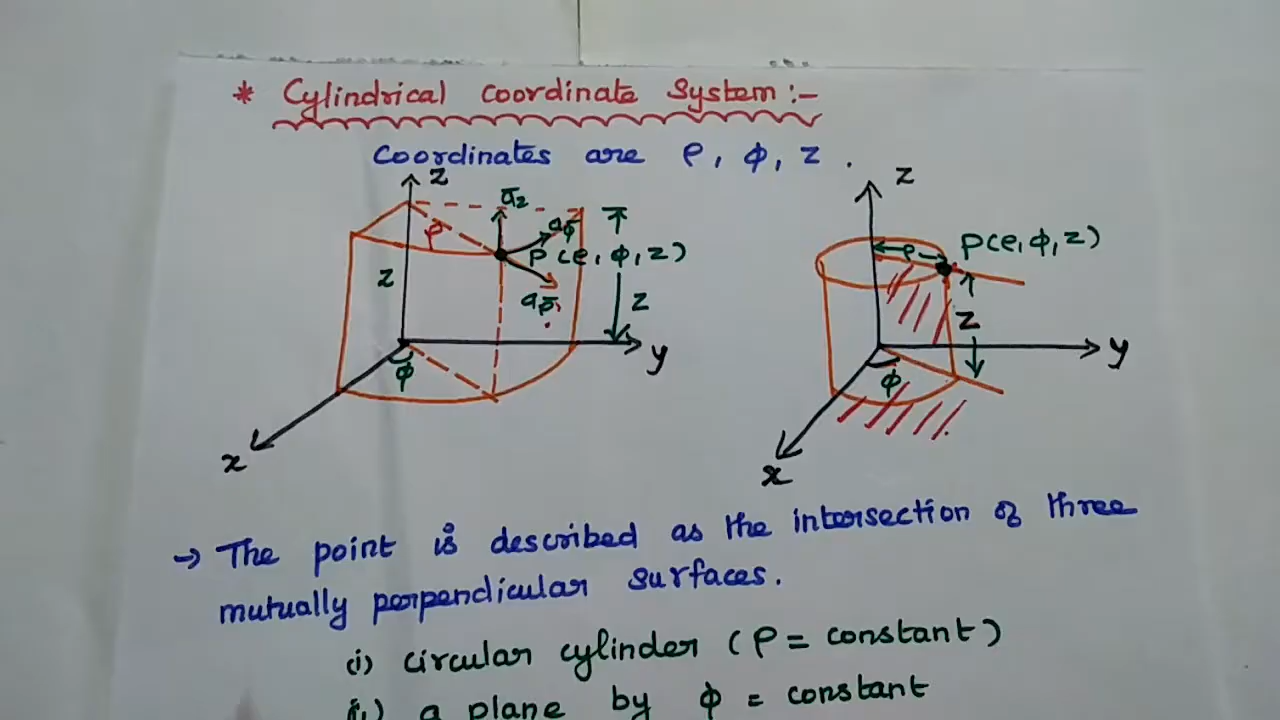 * Cylindrical coordinate System :-
Coordinates are ρ, φ, z .
z
a̅z
aφ̅
ρ
P(ρ, φ, z)
z
aρ̅
z
φ
y
x
z
ρ
P(ρ, φ, z)
z
y
φ
x
→ The point is described as the intersection of three
mutually perpendicular surfaces.
(i) circular cylinder (ρ = constant)
(ii) a plane by φ = constant